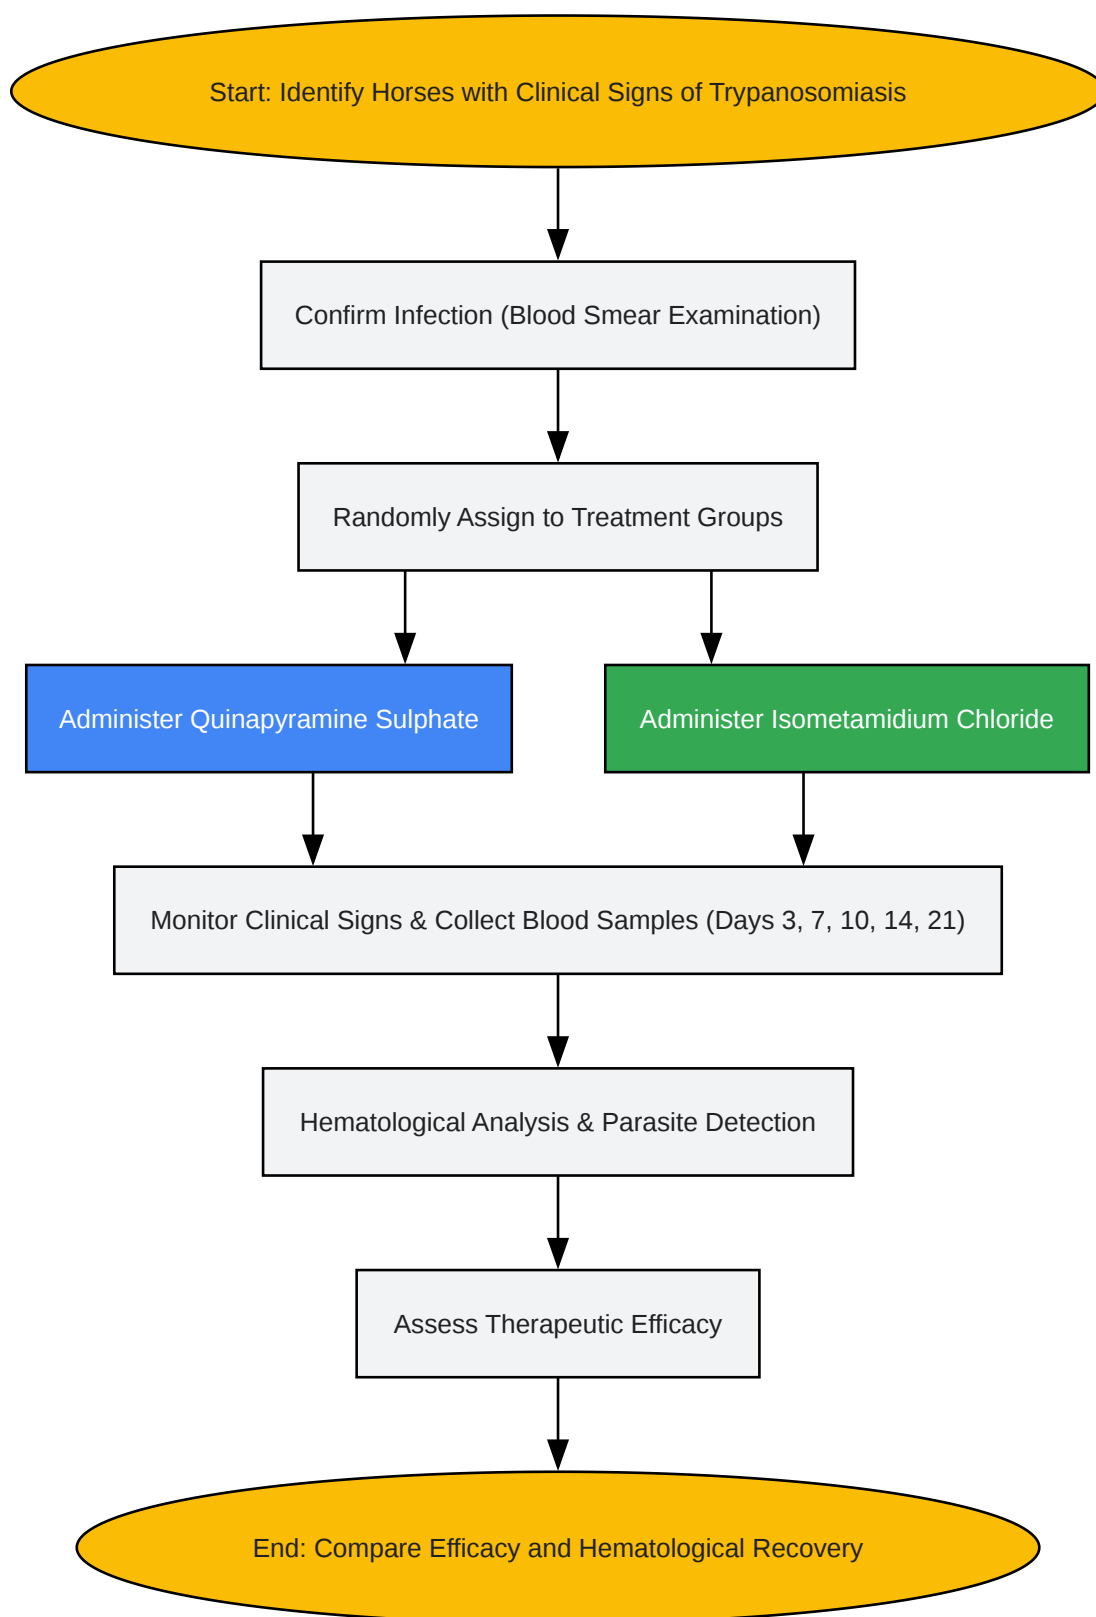 Start: Identify Horses with Clinical Signs of Trypanosomiasis
Confirm Infection (Blood Smear Examination)
Randomly Assign to Treatment Groups
Administer Quinapyramine Sulphate
Administer Isometamidium Chloride
Monitor Clinical Signs & Collect Blood Samples (Days 3, 7, 10, 14, 21)
Hematological Analysis & Parasite Detection
Assess Therapeutic Efficacy
End: Compare Efficacy and Hematological Recovery